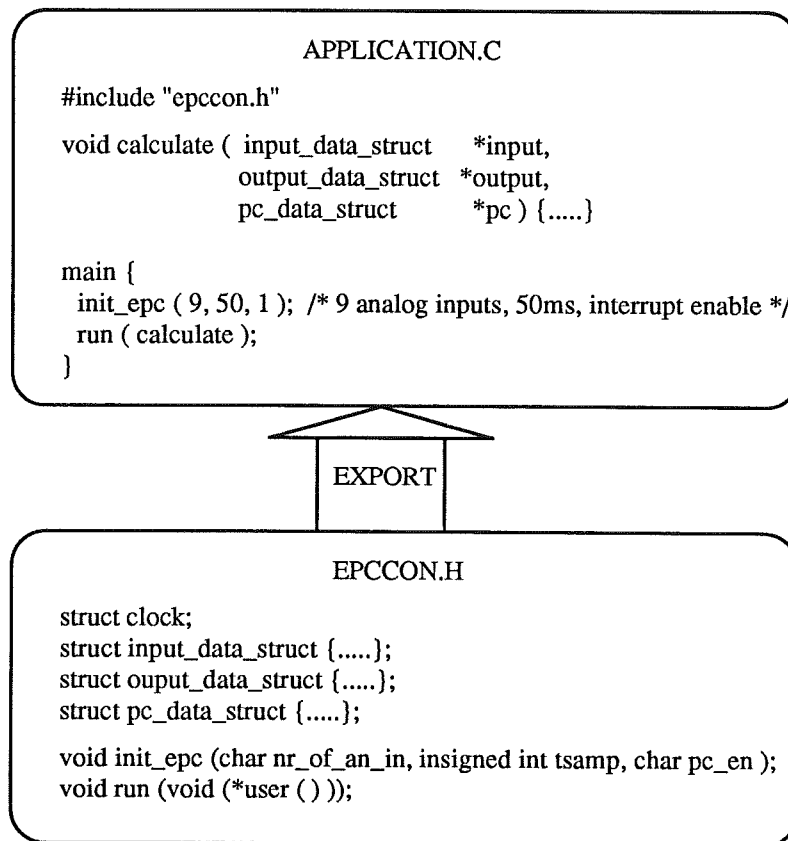 APPLICATION.C
#include "epccon.h"
void calculate ( input_data_struct *input,
output_data_struct *output,
pc_data_struct *pc ) {.....}
main {
init_epc ( 9, 50, 1 ); /* 9 analog inputs, 50ms, interrupt enable */
run ( calculate );
}
EXPORT
EPCCON.H
struct clock;
struct input_data_struct {.....};
struct ouput_data_struct {.....};
struct pc_data_struct {.....};
void init_epc (char nr_of_an_in, insigned int tsamp, char pc_en );
void run (void (*user ( ) ));